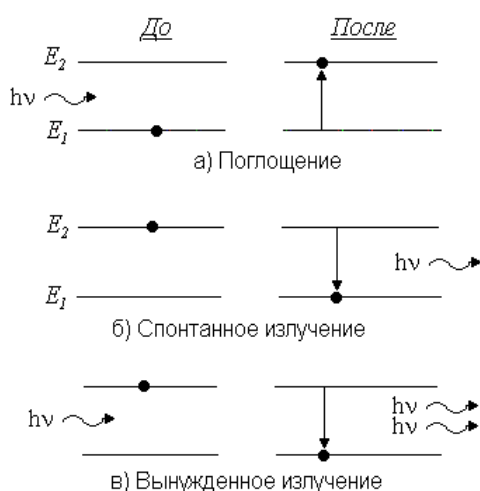 До После
E₂
hν
E₁
а) Поглощение
E₂
hν
E₁
б) Спонтанное излучение
hν
hν
hν
в) Вынужденное излучение